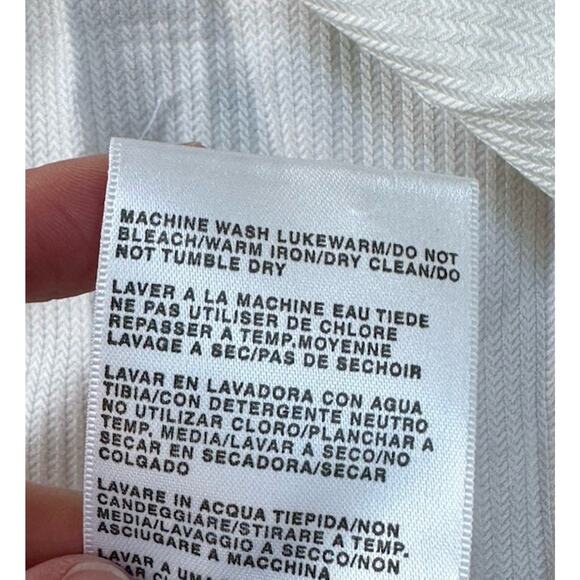 MACHINE WASH LUKEWARM/DO NOT
BLEACH/WARM IRON/DRY CLEAN/DO
NOT TUMBLE DRY
LAVER A LA MACHINE EAU TIEDE
NE PAS UTILISER DE CHLORE
REPASSER A TEMP.MOYENNE
LAVAGE A SEC/PAS DE SECHOIR
LAVAR EN LAVADORA CON AGUA
TIBIA/CON DETERGENTE NEUTRO
NO UTILIZAR CLORO/PLANCHAR A
TEMP. MEDIA/LAVAR A SECO/NO
SECAR EN SECADORA/SECAR
COLGADO
LAVARE IN ACQUA TIEPIDA/NON
CANDEGGIARE/STIRARE A TEMP.
MEDIA/LAVAGGIO A SECCO/NON
ASCIUGARE A MACCHINA
LAVAR A UMA